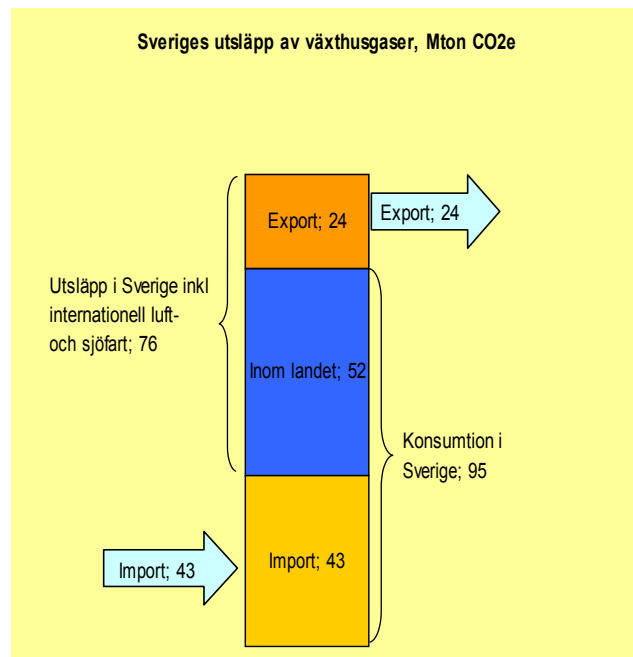 Sveriges utsläpp av växthusgaser, Mton CO2e
Export; 24
Export; 24
Utsläpp i Sverige inkl
internationell luft-
och sjöfart; 76
Inom landet; 52
Konsumtion i
Sverige; 95
Import; 43
Import; 43